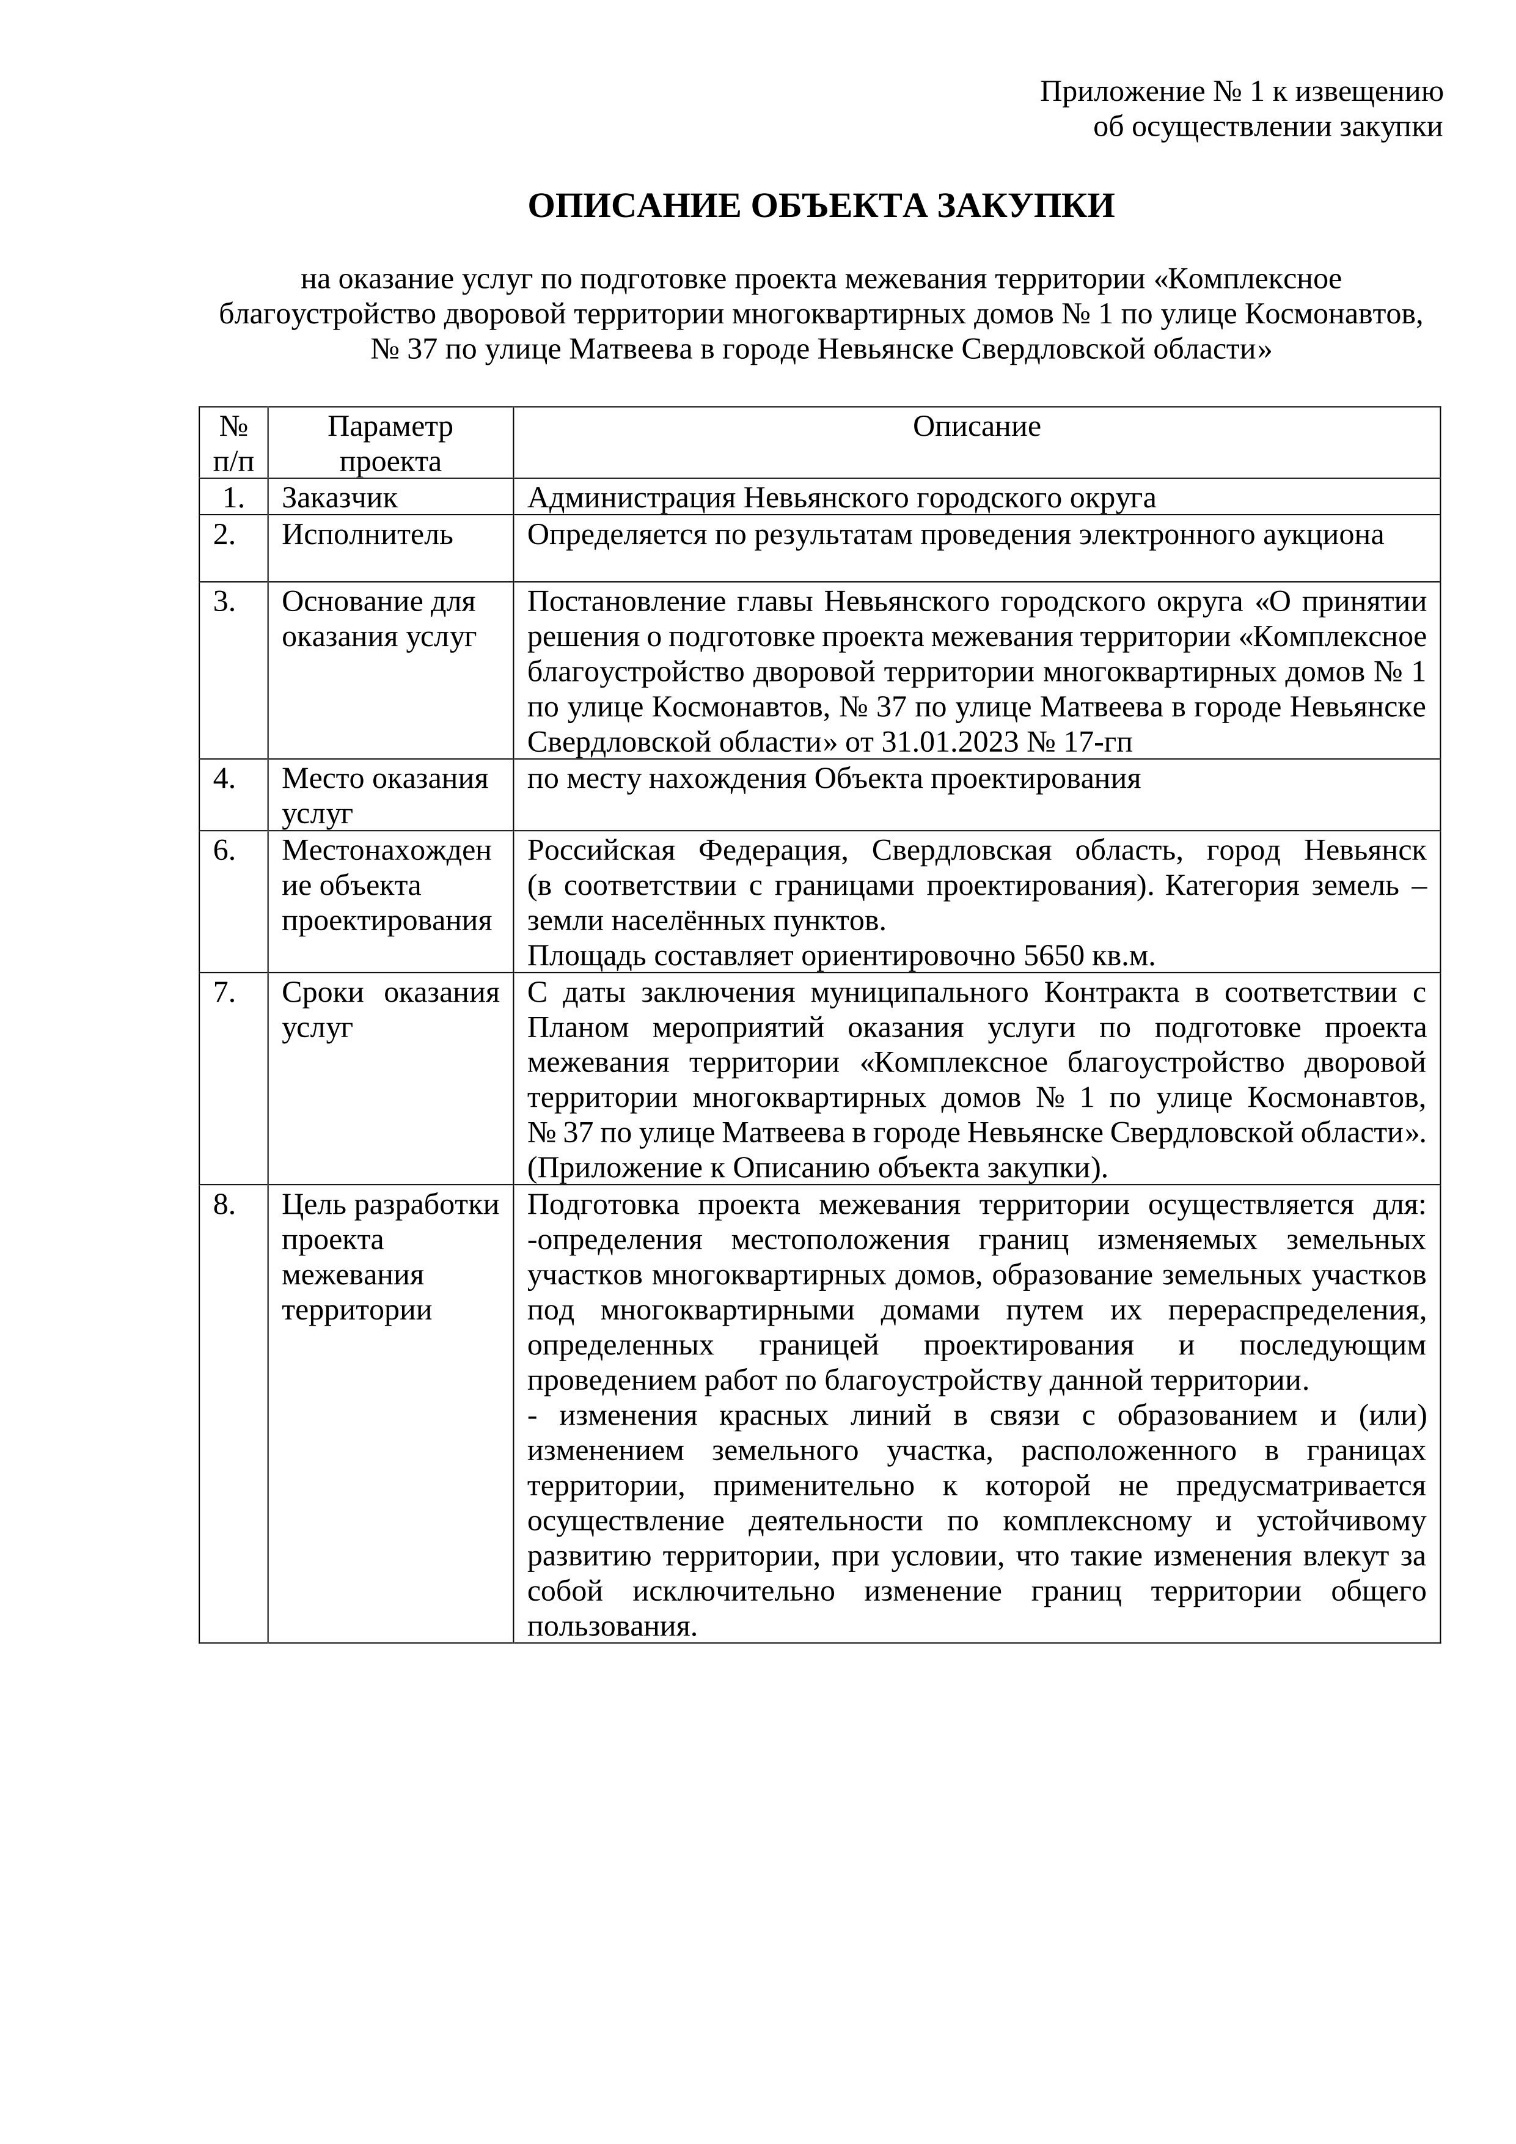 Приложение № 1 к извещению
об осуществлении закупки
ОПИСАНИЕ ОБЪЕКТА ЗАКУПКИ
на оказание услуг по подготовке проекта межевания территории «Комплексное
благоустройство дворовой территории многоквартирных домов № 1 по улице Космонавтов,
№ 37 по улице Матвеева в городе Невьянске Свердловской области»
№
п/п
Параметр
проекта
Описание
1.
Заказчик
Администрация Невьянского городского округа
2.
Исполнитель
Определяется по результатам проведения электронного аукциона
3.
Основание для
оказания услуг
Постановление главы Невьянского городского округа «О принятии
решения о подготовке проекта межевания территории «Комплексное
благоустройство дворовой территории многоквартирных домов № 1
по улице Космонавтов, № 37 по улице Матвеева в городе Невьянске
Свердловской области» от 31.01.2023 № 17-гп
4.
Место оказания
услуг
по месту нахождения Объекта проектирования
6.
Местонахожден
ие объекта
проектирования
Российская Федерация, Свердловская область, город Невьянск
(в соответствии с границами проектирования). Категория земель –
земли населённых пунктов.
Площадь составляет ориентировочно 5650 кв.м.
7.
Сроки оказания
услуг
С даты заключения муниципального Контракта в соответствии с
Планом мероприятий оказания услуги по подготовке проекта
межевания территории «Комплексное благоустройство дворовой
территории многоквартирных домов № 1 по улице Космонавтов,
№ 37 по улице Матвеева в городе Невьянске Свердловской области».
(Приложение к Описанию объекта закупки).
8.
Цель разработки
проекта
межевания
территории
Подготовка проекта межевания территории осуществляется для:
-определения местоположения границ изменяемых земельных
участков многоквартирных домов, образование земельных участков
под многоквартирными домами путем их перераспределения,
определенных границей проектирования и последующим
проведением работ по благоустройству данной территории.
- изменения красных линий в связи с образованием и (или)
изменением земельного участка, расположенного в границах
территории, применительно к которой не предусматривается
осуществление деятельности по комплексному и устойчивому
развитию территории, при условии, что такие изменения влекут за
собой исключительно изменение границ территории общего
пользования.